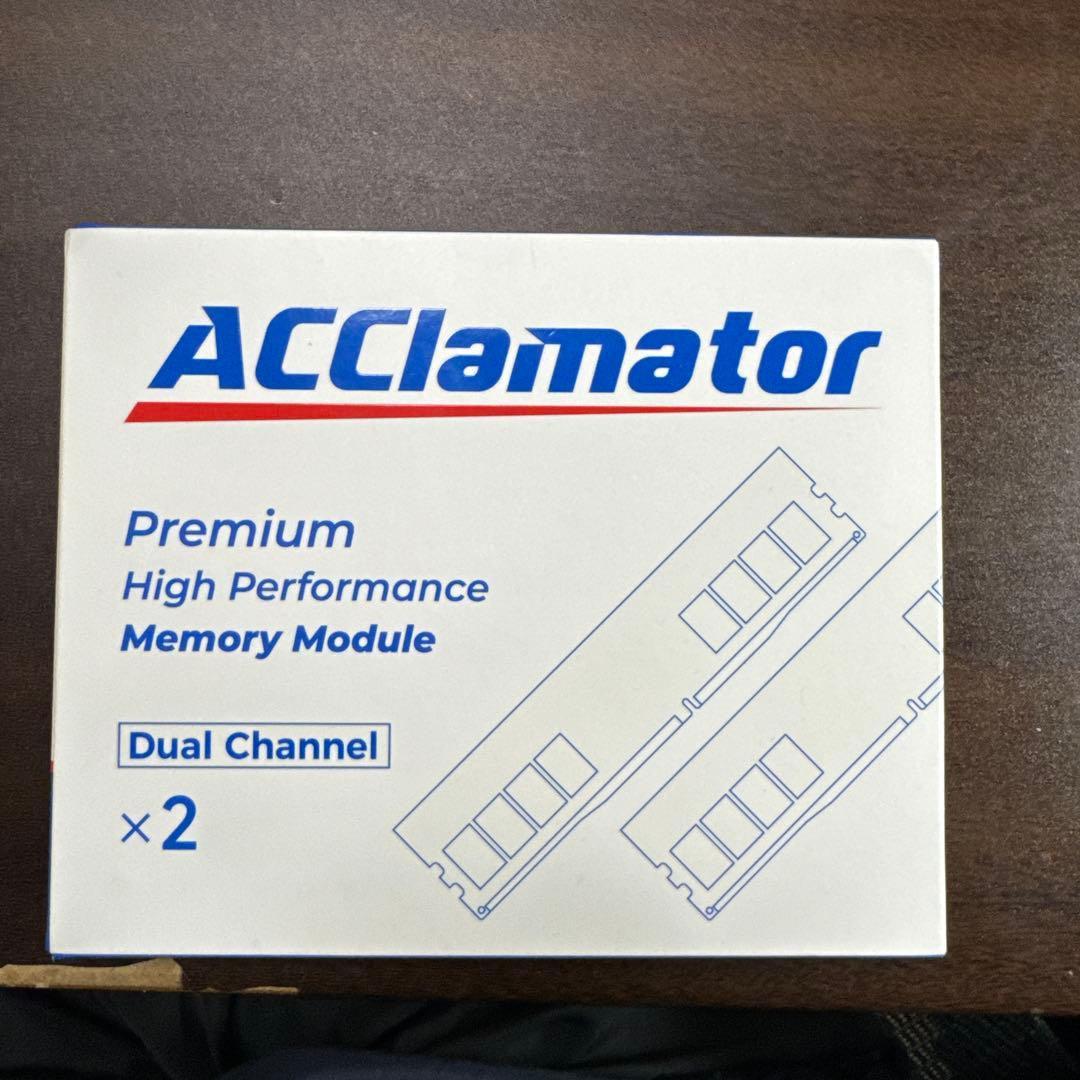 ACClamator
Premium
High Performance
Memory Module
Dual Channel
×2